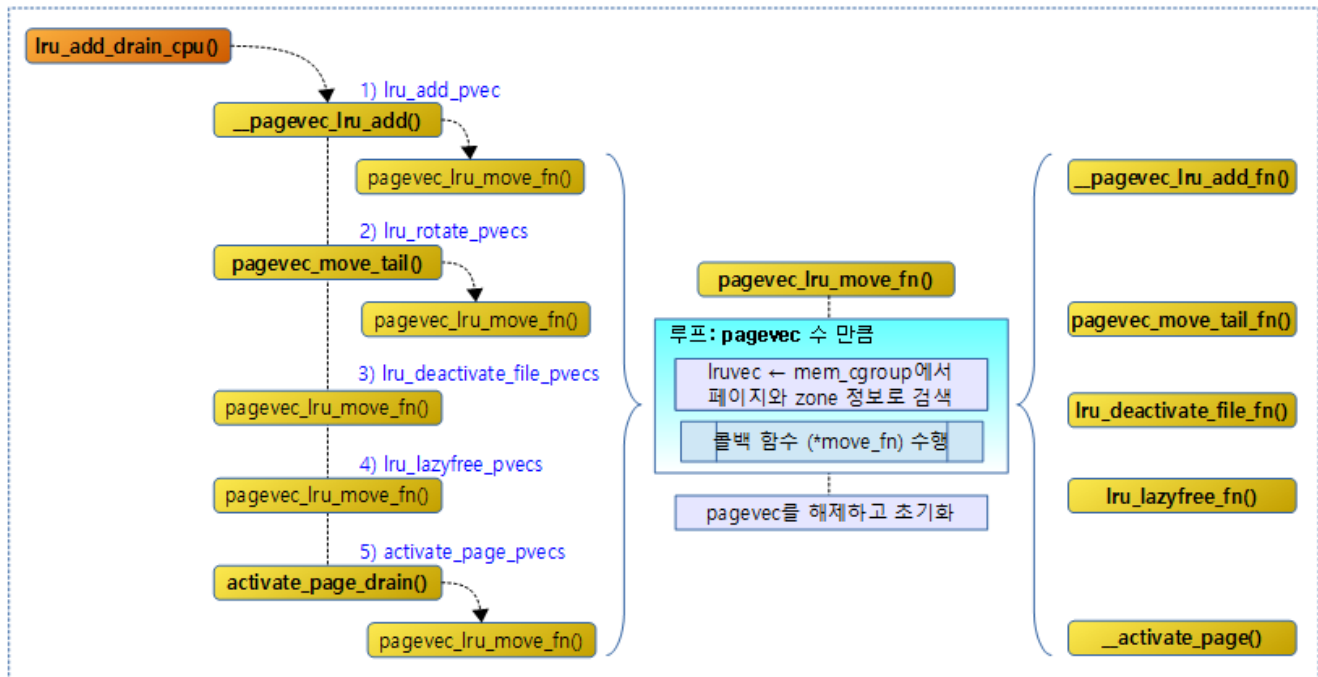 lru_add_drain_cpu()
1) lru_add_pvec
__pagevec_lru_add()
pagevec_lru_move_fn()
2) lru_rotate_pvecs
pagevec_move_tail()
pagevec_lru_move_fn()
3) lru_deactivate_file_pvecs
pagevec_lru_move_fn()
4) lru_lazyfree_pvecs
pagevec_lru_move_fn()
5) activate_page_pvecs
activate_page_drain()
pagevec_lru_move_fn()
pagevec_lru_move_fn()
루프: pagevec 수 만큼
lruvec ← mem_cgroup에서
페이지와 zone 정보로 검색
콜백 함수 (*move_fn) 수행
pagevec를 해제하고 초기화
__pagevec_lru_add_fn()
pagevec_move_tail_fn()
lru_deactivate_file_fn()
lru_lazyfree_fn()
__activate_page()